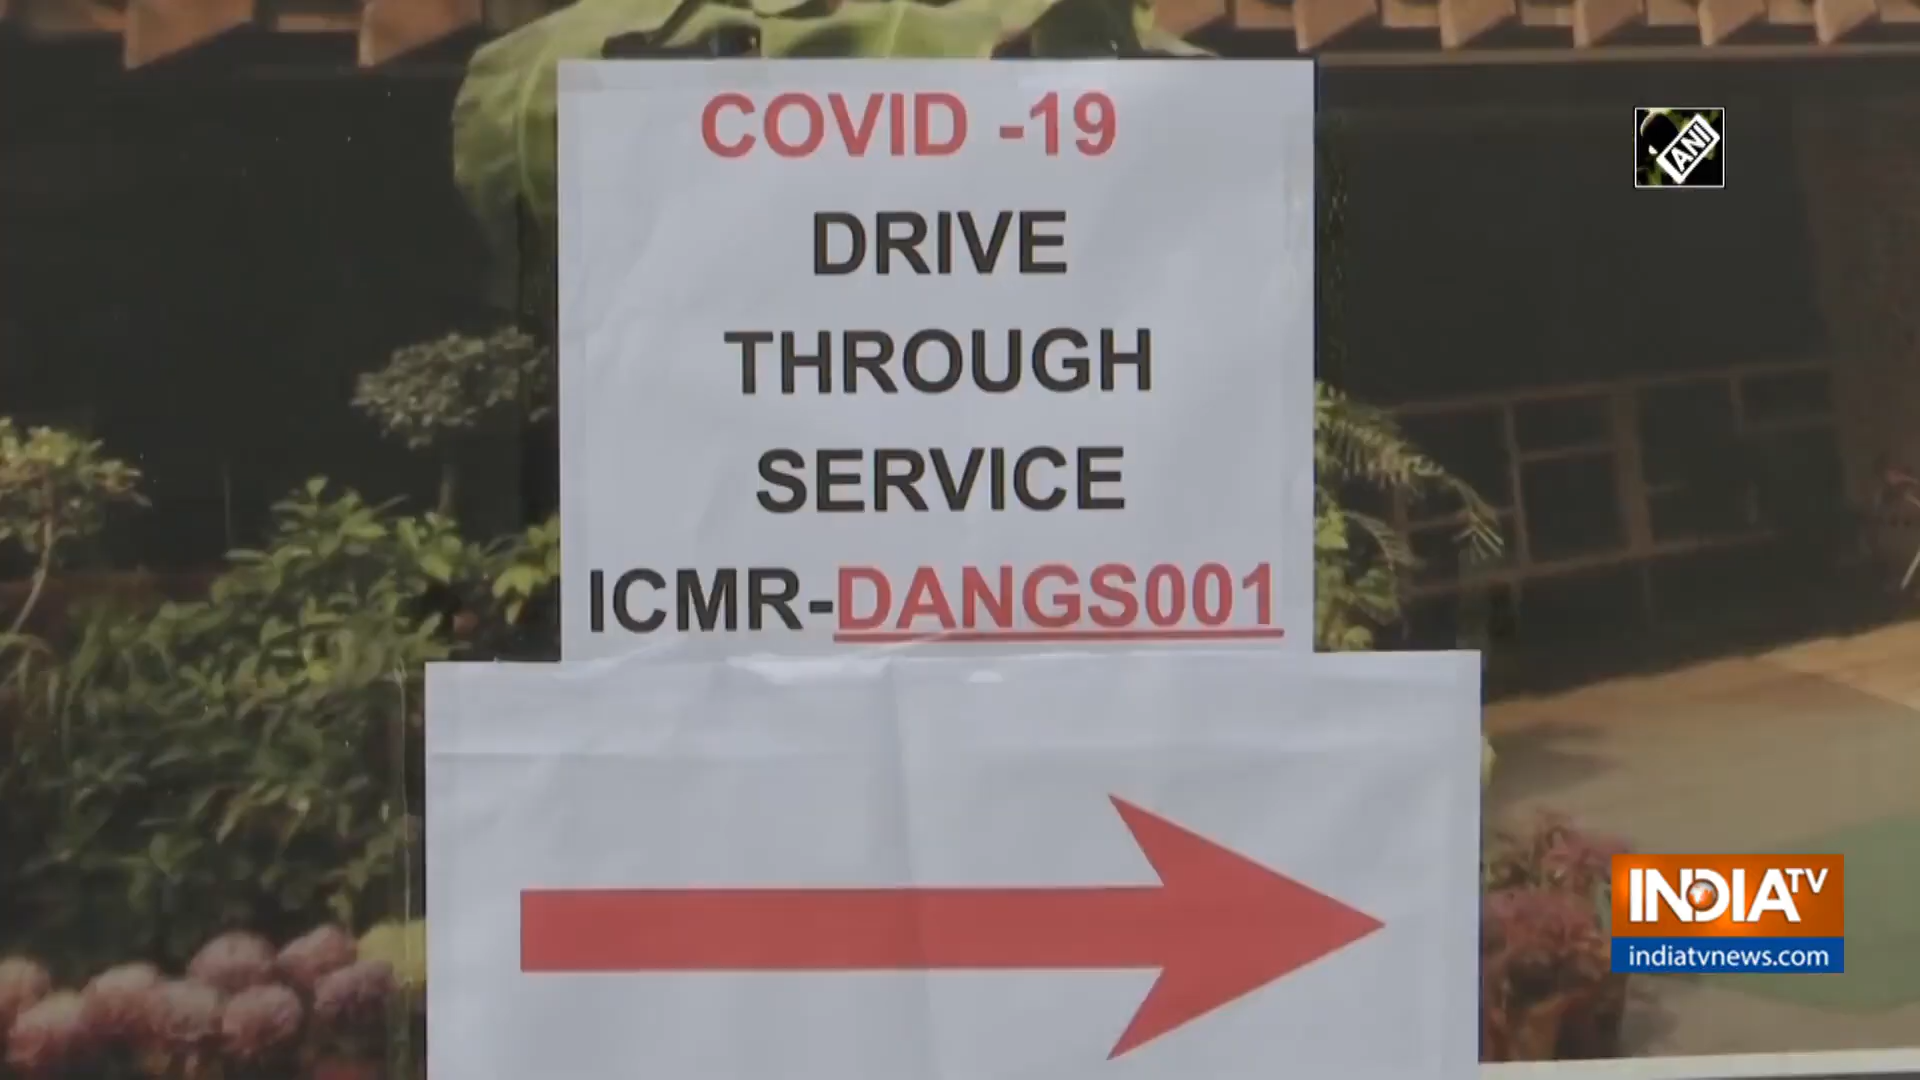 COVID -19
DRIVE
THROUGH
SERVICE
ICMR-DANGS001
ANI
INDIA TV
indiatvnews.com